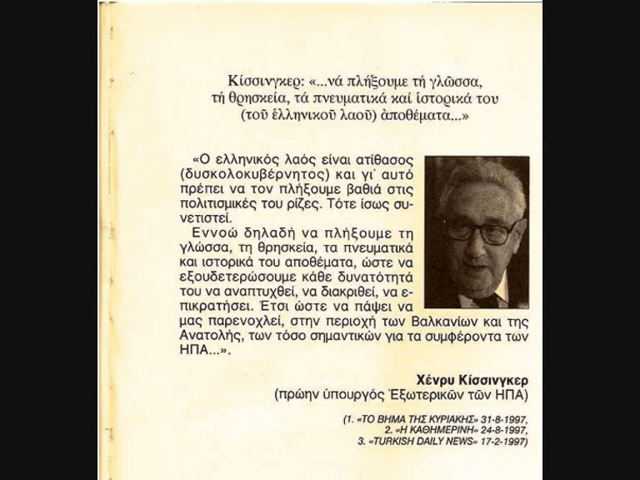 Κίσσινγκερ: «...νά πλήξουμε τή γλῶσσα,
τή θρησκεία, τά πνευματικά καί ἱστορικά του
(τοῦ ἑλληνικοῦ λαοῦ) ἀποθέματα...»
«Ο ελληνικός λαός είναι ατίθασος
(δυσκολοκυβέρνητος) και γι' αυτό
πρέπει να τον πλήξουμε βαθιά στις
πολιτισμικές του ρίζες. Τότε ίσως συ-
νετιστεί.
Εννοώ δηλαδή να πλήξουμε τη
γλώσσα, τη θρησκεία, τα πνευματικά
και ιστορικά του αποθέματα, ώστε να
εξουδετερώσουμε κάθε δυνατότητά
του να αναπτυχθεί, να διακριθεί, να ε-
πικρατήσει. Έτσι ώστε να πάψει να
μας παρενοχλεί, στην περιοχή των Βαλκανίων και της
Ανατολής, των τόσο σημαντικών για τα συμφέροντα των
ΗΠΑ...».
Χένρυ Κίσσινγκερ
(πρώην ὑπουργός Ἐξωτερικῶν τῶν ΗΠΑ)
(1. «ΤΟ ΒΗΜΑ ΤΗΣ ΚΥΡΙΑΚΗΣ» 31-8-1997,
2. «Η ΚΑΘΗΜΕΡΙΝΗ» 24-8-1997,
3. «TURKISH DAILY NEWS» 17-2-1997)